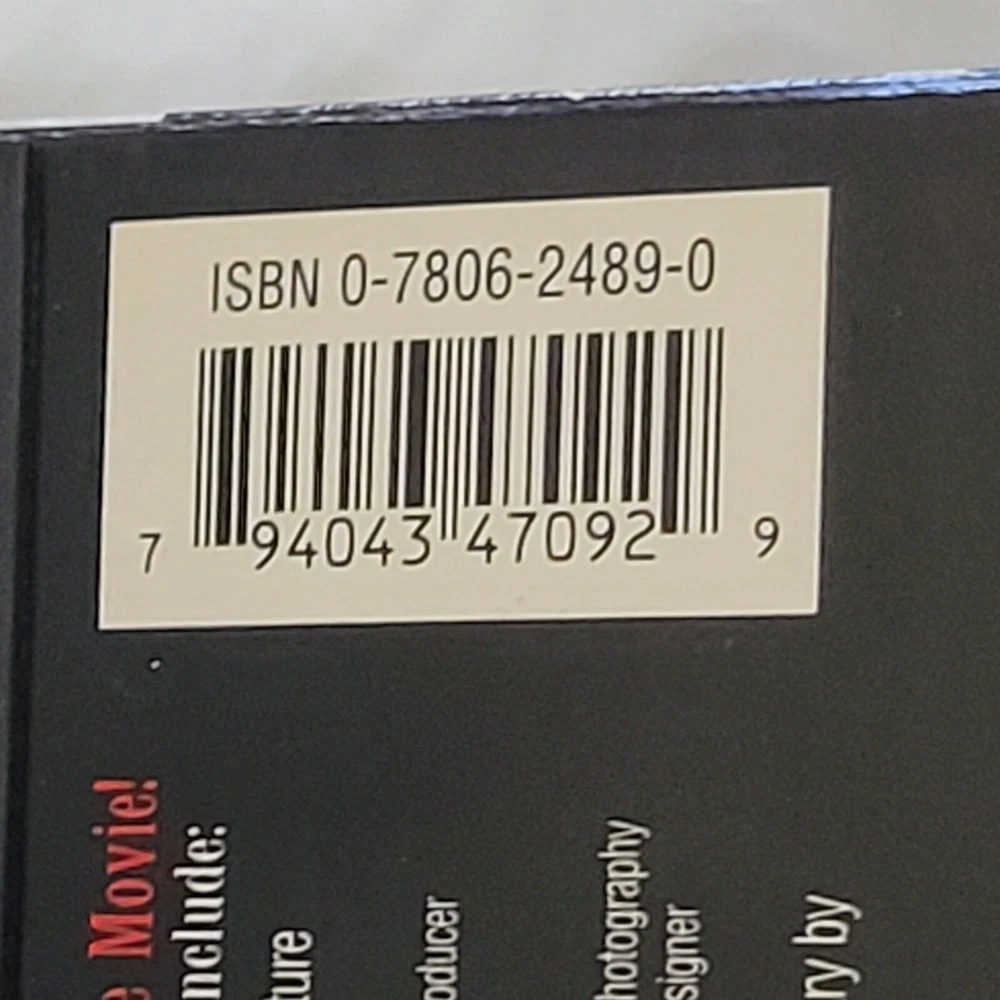 ISBN 0-7806-2489-0
7 94043 47092 9
Movie!
nclude:
ture
oducer
hotography
signer
ry by